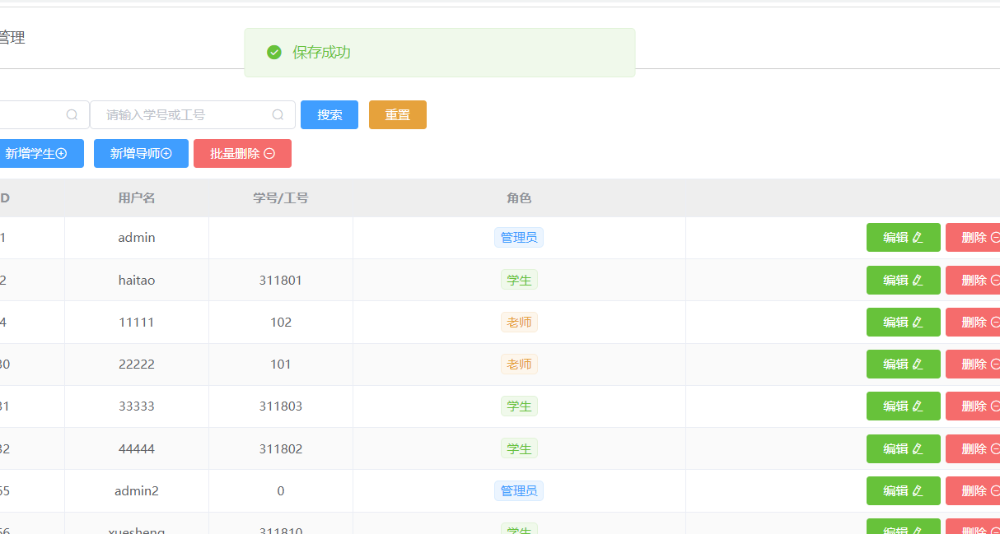 管理
保存成功
请输入学号或工号 搜索 重置
新增学生 新增导师 批量删除
D 用户名 学号/工号 角色
1 admin 管理员 编辑 删除
2 haitao 311801 学生 编辑 删除
4 11111 102 老师 编辑 删除
30 22222 101 老师 编辑 删除
31 33333 311803 学生 编辑 删除
32 44444 311802 学生 编辑 删除
55 admin2 0 管理员 编辑 删除
56 xuesheng 311810 学生 编辑 删除